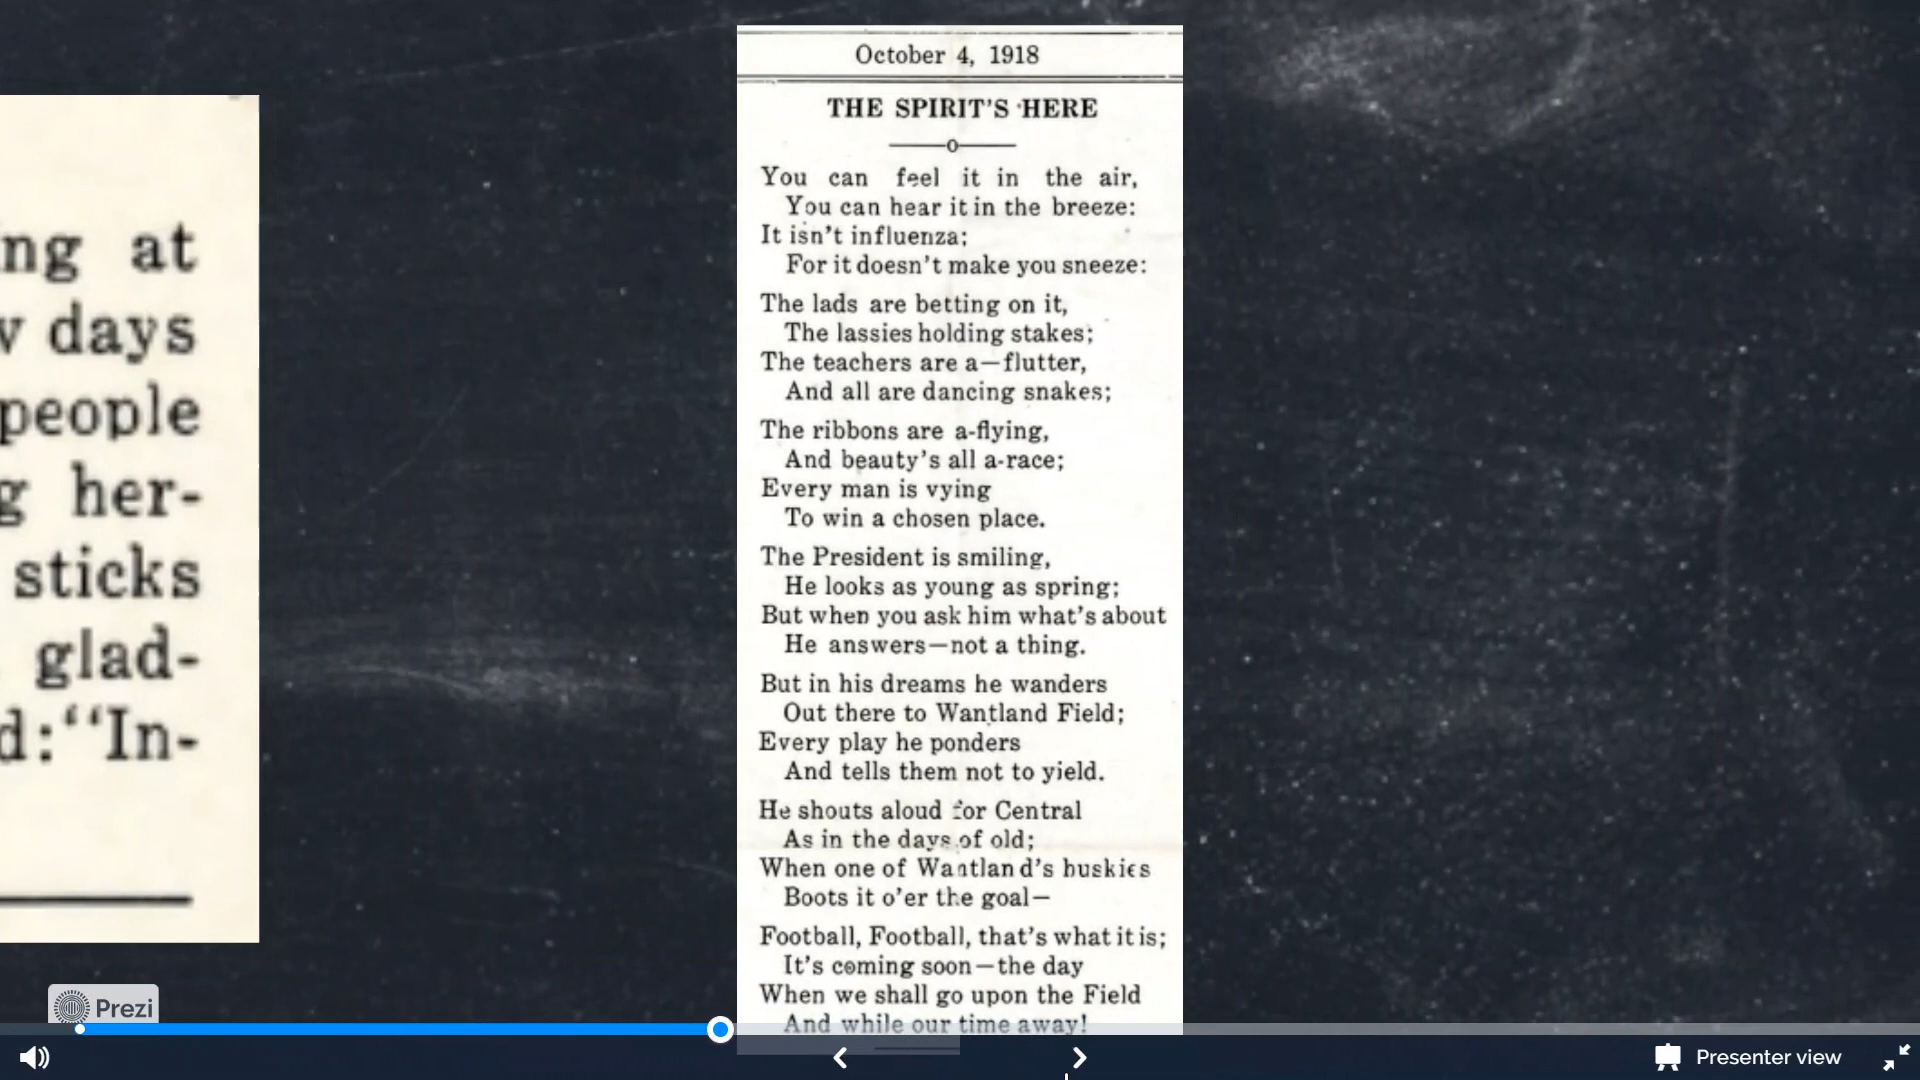 ng at
w days
people
g her-
sticks
glad-
d:"In-
October 4, 1918
THE SPIRIT'S HERE
You can feel it in the air,
You can hear it in the breeze:
It isn't influenza;
For it doesn't make you sneeze:
The lads are betting on it,
The lassies holding stakes;
The teachers are a—flutter,
And all are dancing snakes;
The ribbons are a-flying,
And beauty's all a-race;
Every man is vying
To win a chosen place.
The President is smiling,
He looks as young as spring;
But when you ask him what's about
He answers—not a thing.
But in his dreams he wanders
Out there to Wantland Field;
Every play he ponders
And tells them not to yield.
He shouts aloud for Central
As in the days of old;
When one of Wantland's huskies
Boots it o'er the goal—
Football, Football, that's what it is;
It's coming soon—the day
When we shall go upon the Field
And while our time away!
Prezi
Presenter view